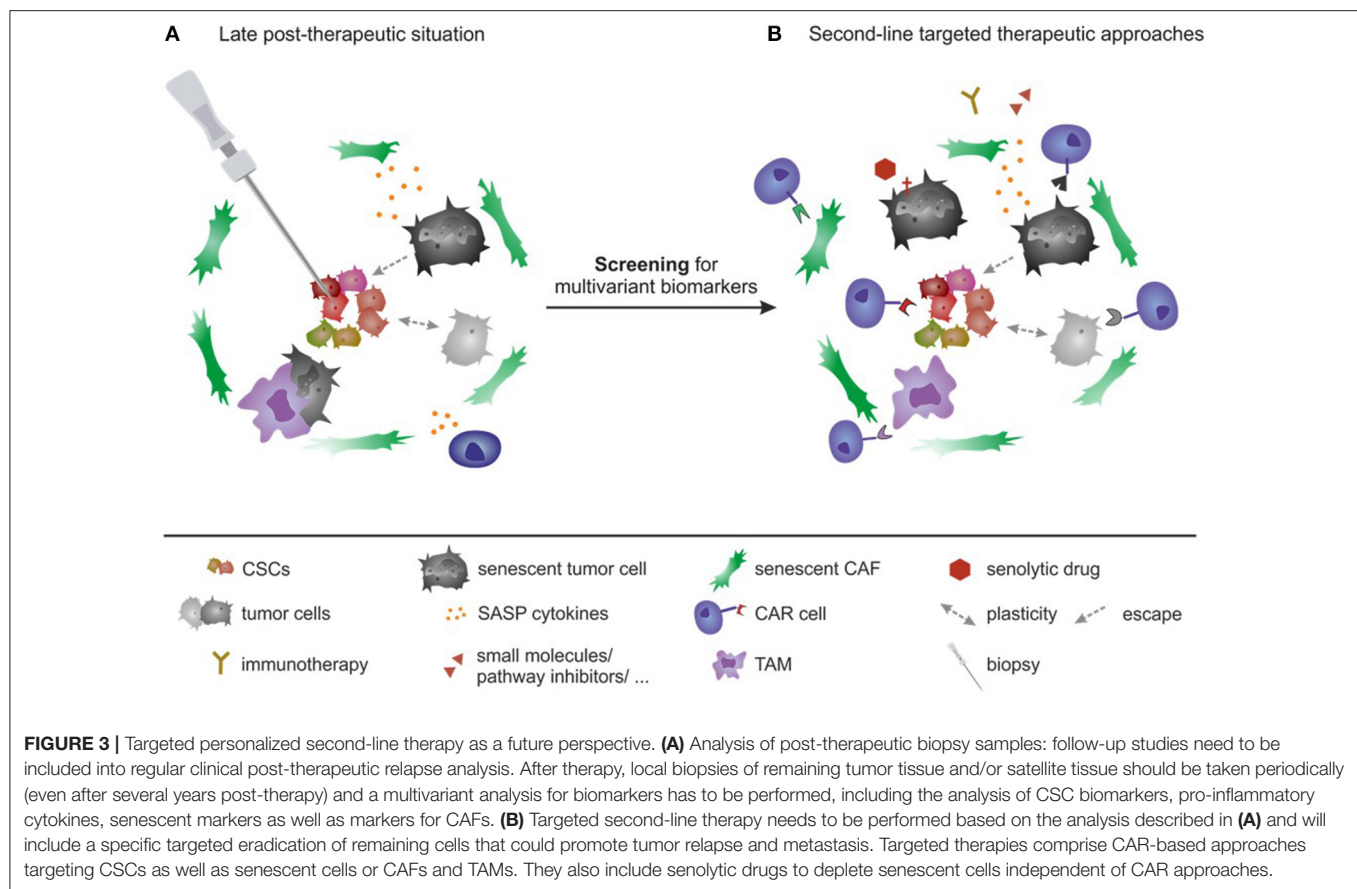 A Late post-therapeutic situation
B Second-line targeted therapeutic approaches
Screening for
multivariant biomarkers
CSCs
senescent tumor cell
senescent CAF
senolytic drug
tumor cells
SASP cytokines
CAR cell
plasticity
escape
immunotherapy
small molecules/
pathway inhibitors/ ...
TAM
biopsy
FIGURE 3 | Targeted personalized second-line therapy as a future perspective. (A) Analysis of post-therapeutic biopsy samples: follow-up studies need to be
included into regular clinical post-therapeutic relapse analysis. After therapy, local biopsies of remaining tumor tissue and/or satellite tissue should be taken periodically
(even after several years post-therapy) and a multivariant analysis for biomarkers has to be performed, including the analysis of CSC biomarkers, pro-inflammatory
cytokines, senescent markers as well as markers for CAFs. (B) Targeted second-line therapy needs to be performed based on the analysis described in (A) and will
include a specific targeted eradication of remaining cells that could promote tumor relapse and metastasis. Targeted therapies comprise CAR-based approaches
targeting CSCs as well as senescent cells or CAFs and TAMs. They also include senolytic drugs to deplete senescent cells independent of CAR approaches.